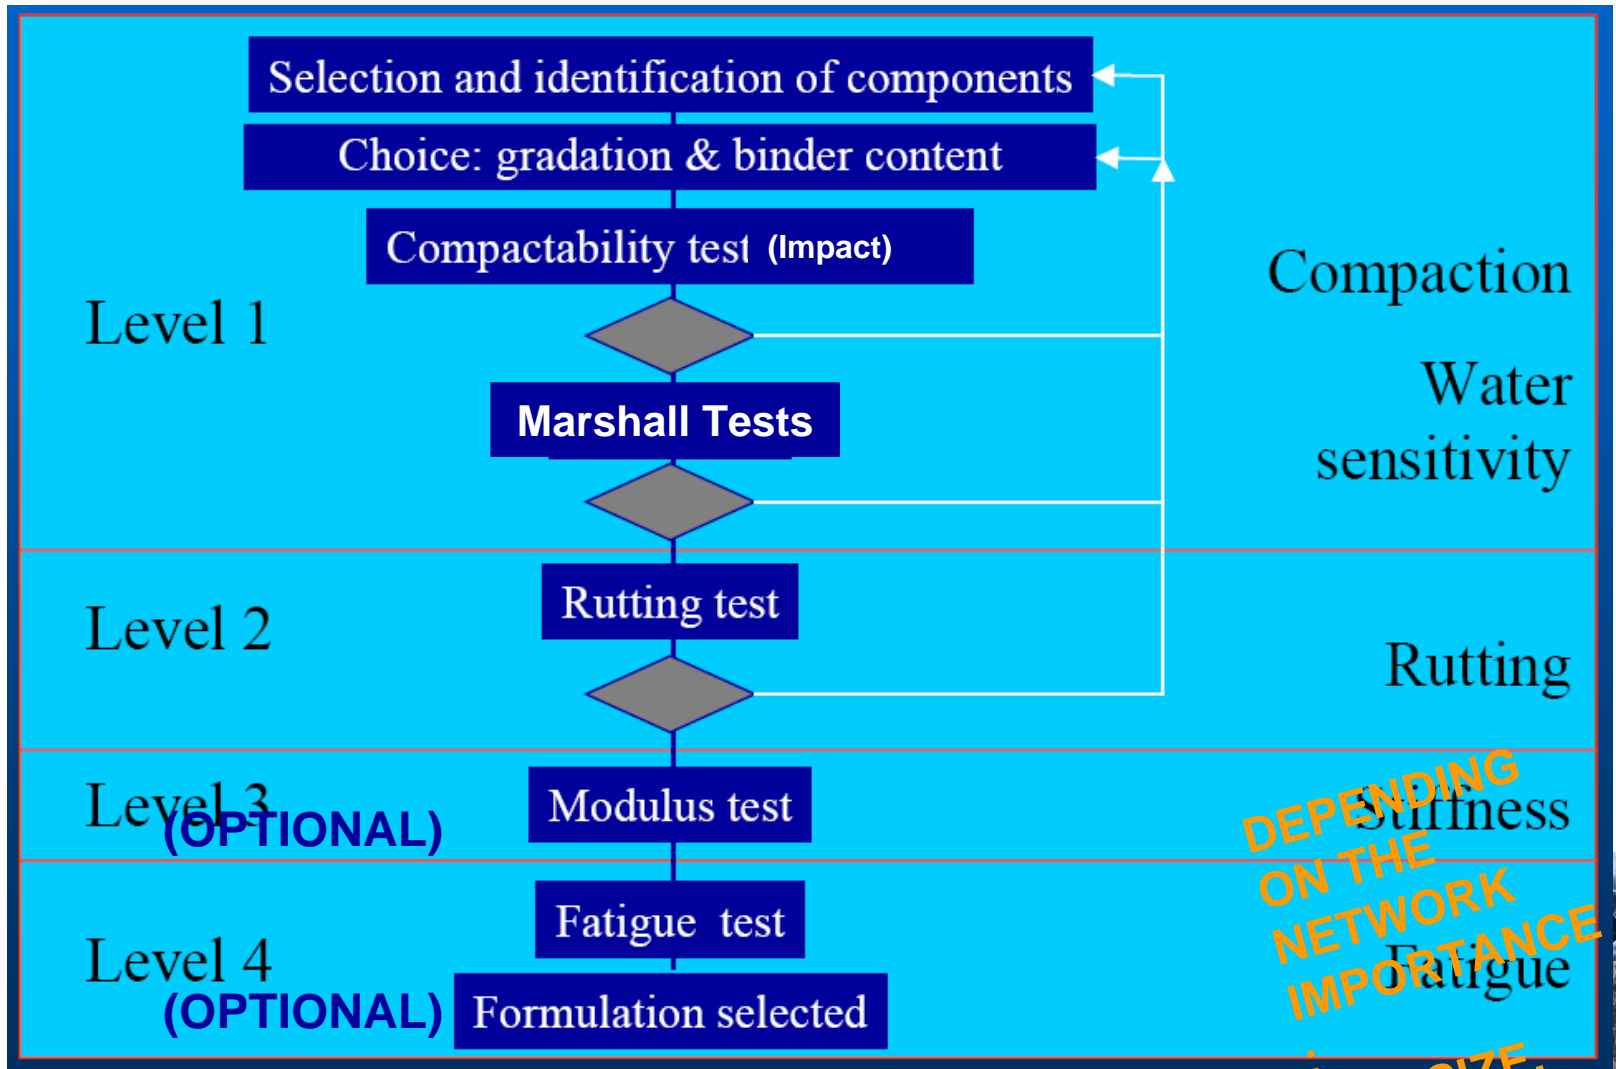 Selection and identification of components
Choice: gradation & binder content
Compactability test (Impact)
Compaction
Level 1
Water
sensitivity
Marshall Tests
Level 2
Rutting test
Rutting
Level 3
(OPTIONAL)
Modulus test
Stiffness
Level 4
(OPTIONAL)
Fatigue test
Fatigue
Formulation selected
DEPENDING
ON THE
NETWORK
IMPORTANCE
SIZE,